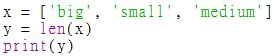 x = ['big', 'small', 'medium']
y = len(x)
print(y)